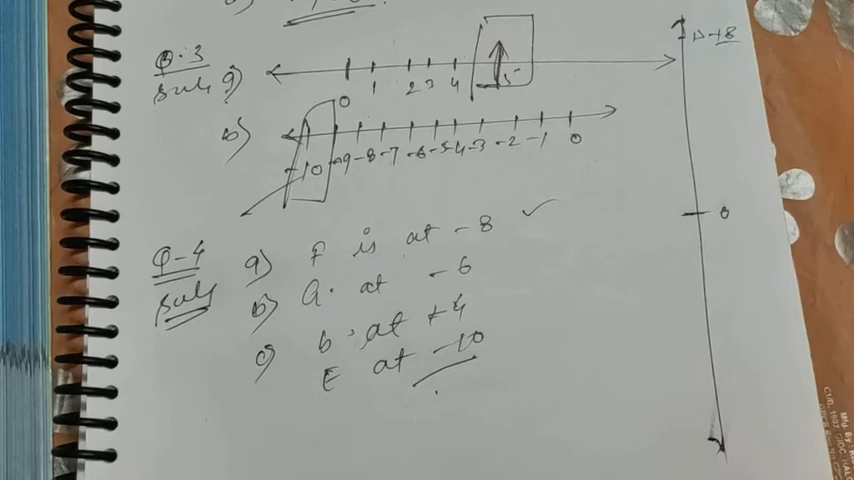 Q.3
Sol a)
0 1 2 3 4 5
b)
-10 -9 -8 -7 -6 -5 -4 -3 -2 -1 0
Q-4
a) F is at -8 ✓
Sol
b) G. at -6
c) b. at +4
E at -10
D +8
0